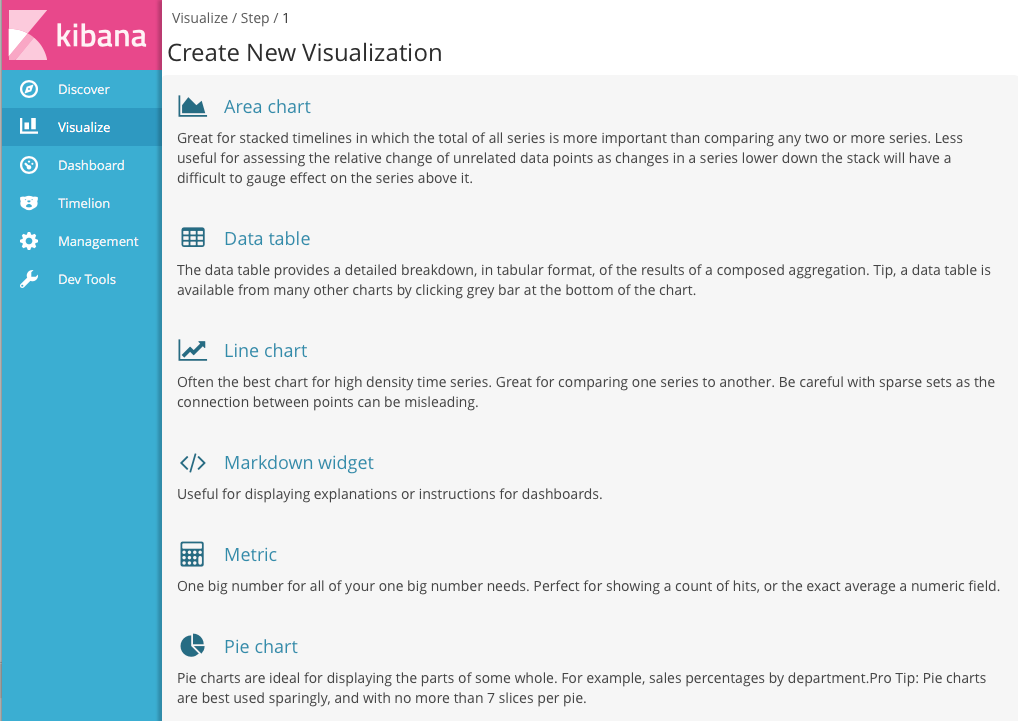 kibana
Discover
Visualize
Dashboard
Timelion
Management
Dev Tools
Visualize / Step / 1
Create New Visualization
Area chart
Great for stacked timelines in which the total of all series is more important than comparing any two or more series. Less
useful for assessing the relative change of unrelated data points as changes in a series lower down the stack will have a
difficult to gauge effect on the series above it.
Data table
The data table provides a detailed breakdown, in tabular format, of the results of a composed aggregation. Tip, a data table is
available from many other charts by clicking grey bar at the bottom of the chart.
Line chart
Often the best chart for high density time series. Great for comparing one series to another. Be careful with sparse sets as the
connection between points can be misleading.
Markdown widget
Useful for displaying explanations or instructions for dashboards.
Metric
One big number for all of your one big number needs. Perfect for showing a count of hits, or the exact average a numeric field.
Pie chart
Pie charts are ideal for displaying the parts of some whole. For example, sales percentages by department.Pro Tip: Pie charts
are best used sparingly, and with no more than 7 slices per pie.